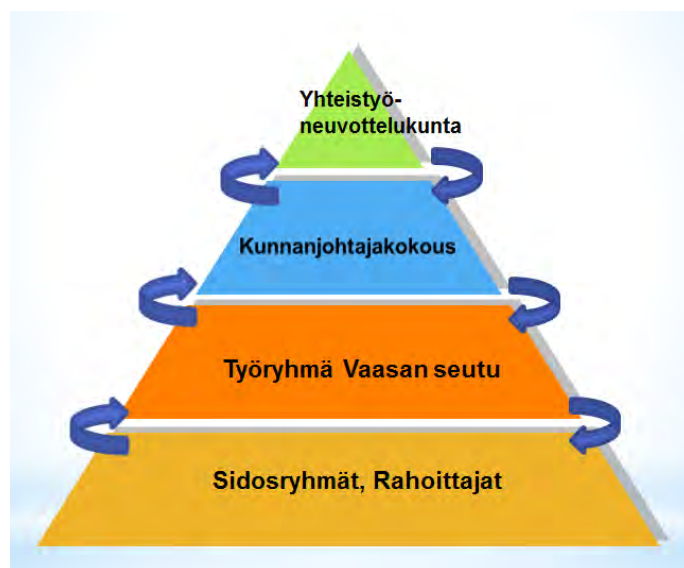 Yhteistyö-
neuvottelukunta
Kunnanjohtajakokous
Työryhmä Vaasan seutu
Sidosryhmät, Rahoittajat